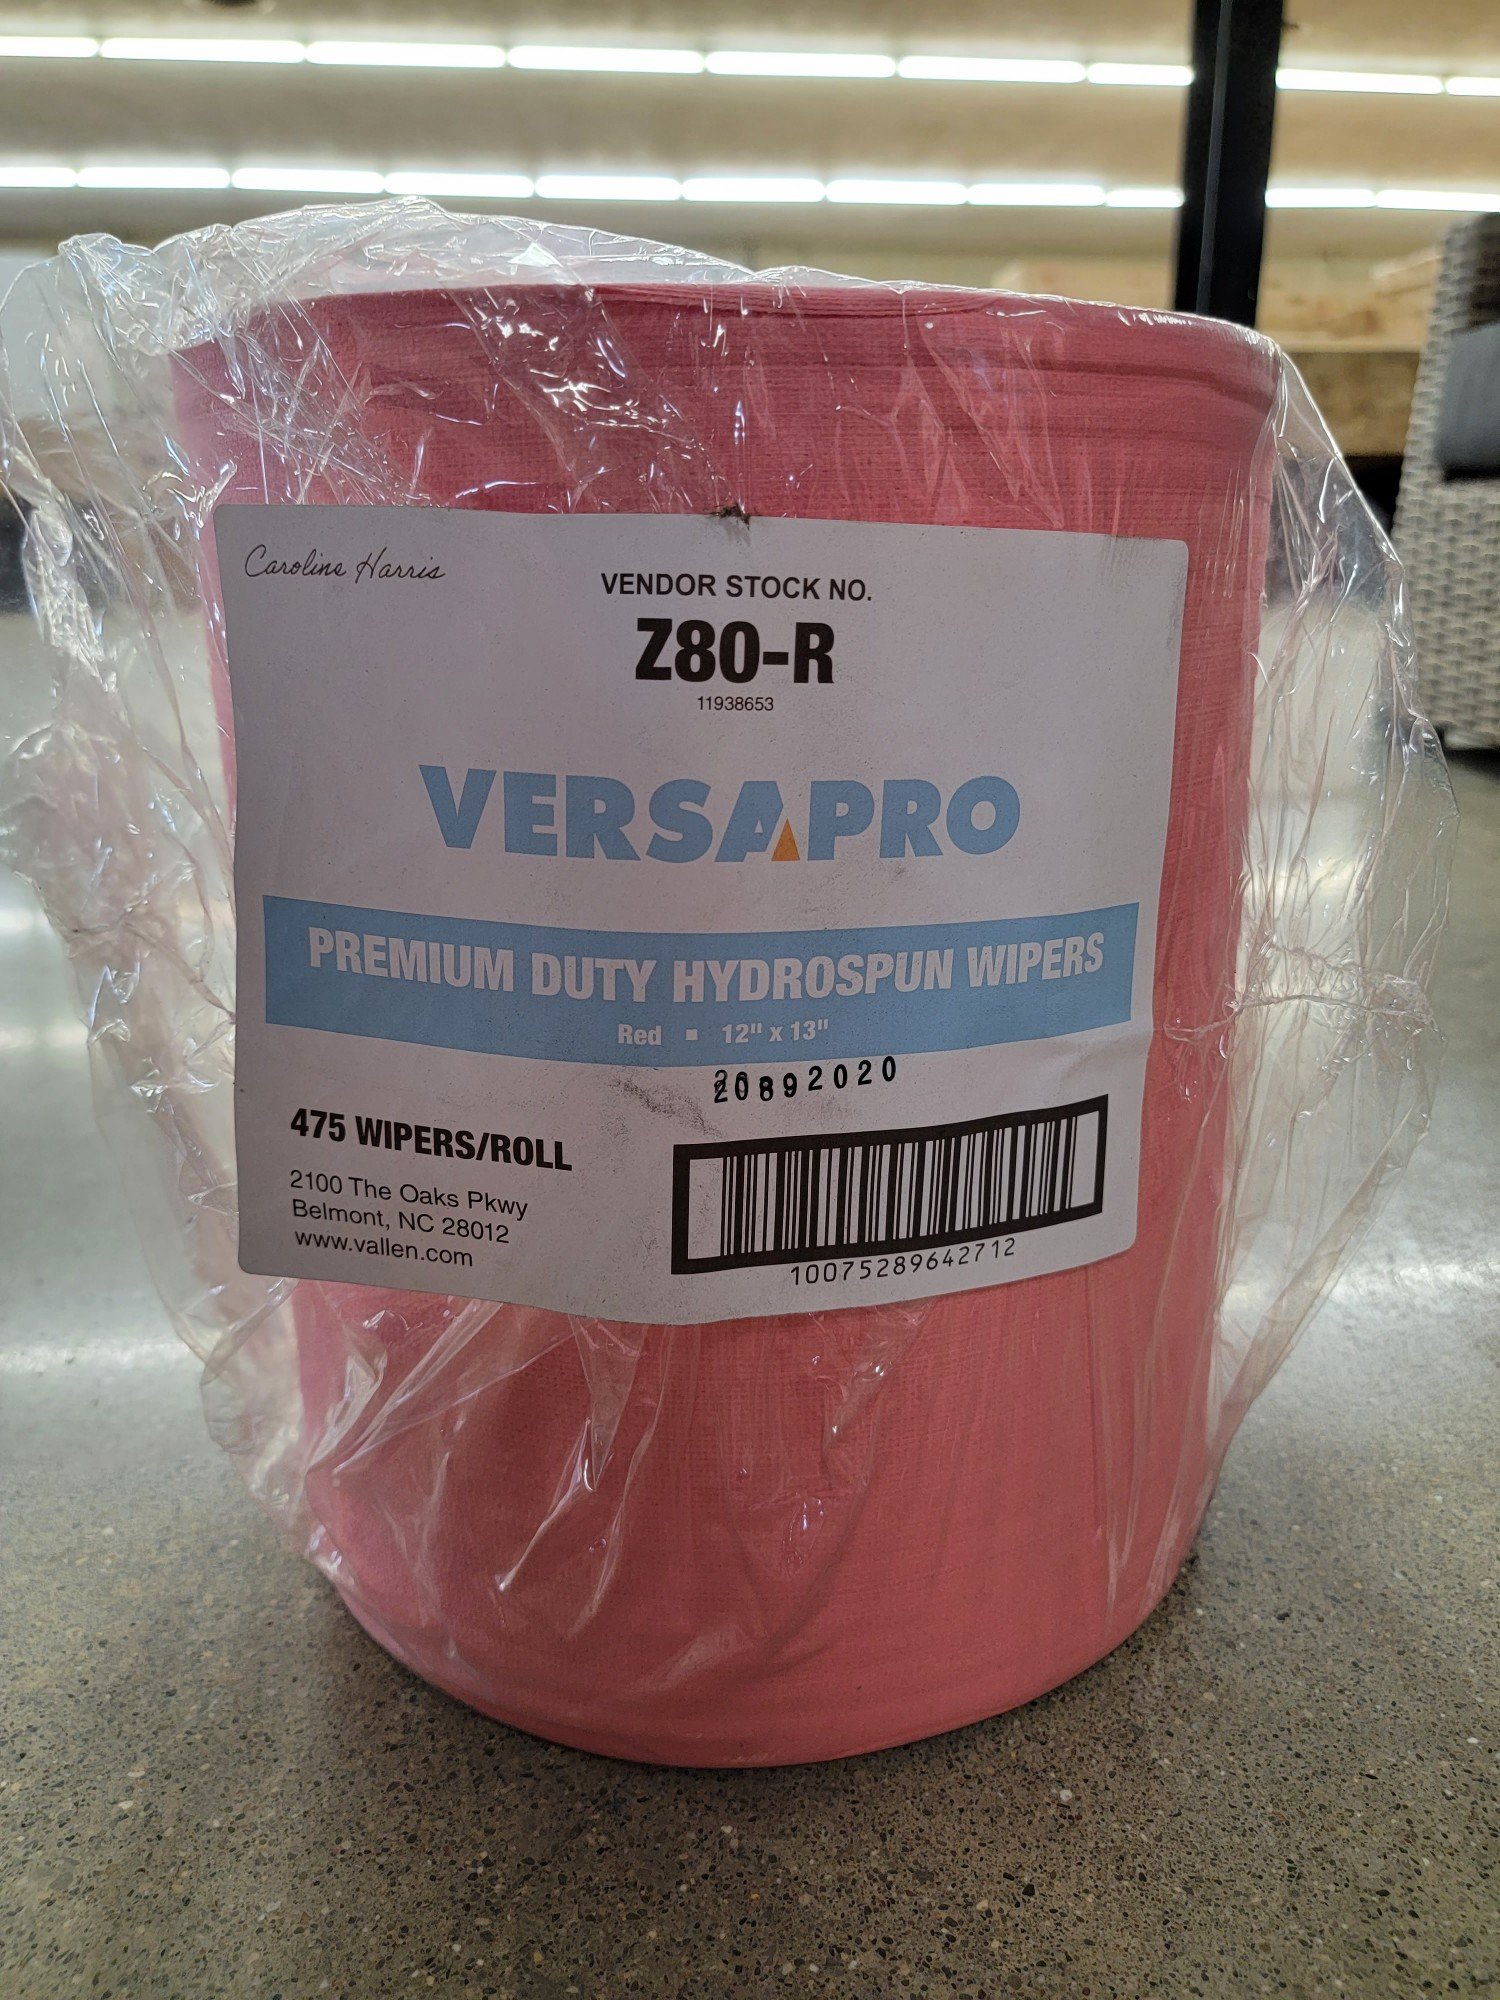 Caroline Harris
VENDOR STOCK NO.
Z80-R
11938653
VERSAPRO
PREMIUM DUTY HYDROSPUN WIPERS
Red ▪ 12" x 13"
20892020
475 WIPERS/ROLL
2100 The Oaks Pkwy
Belmont, NC 28012
www.vallen.com
10075289642712